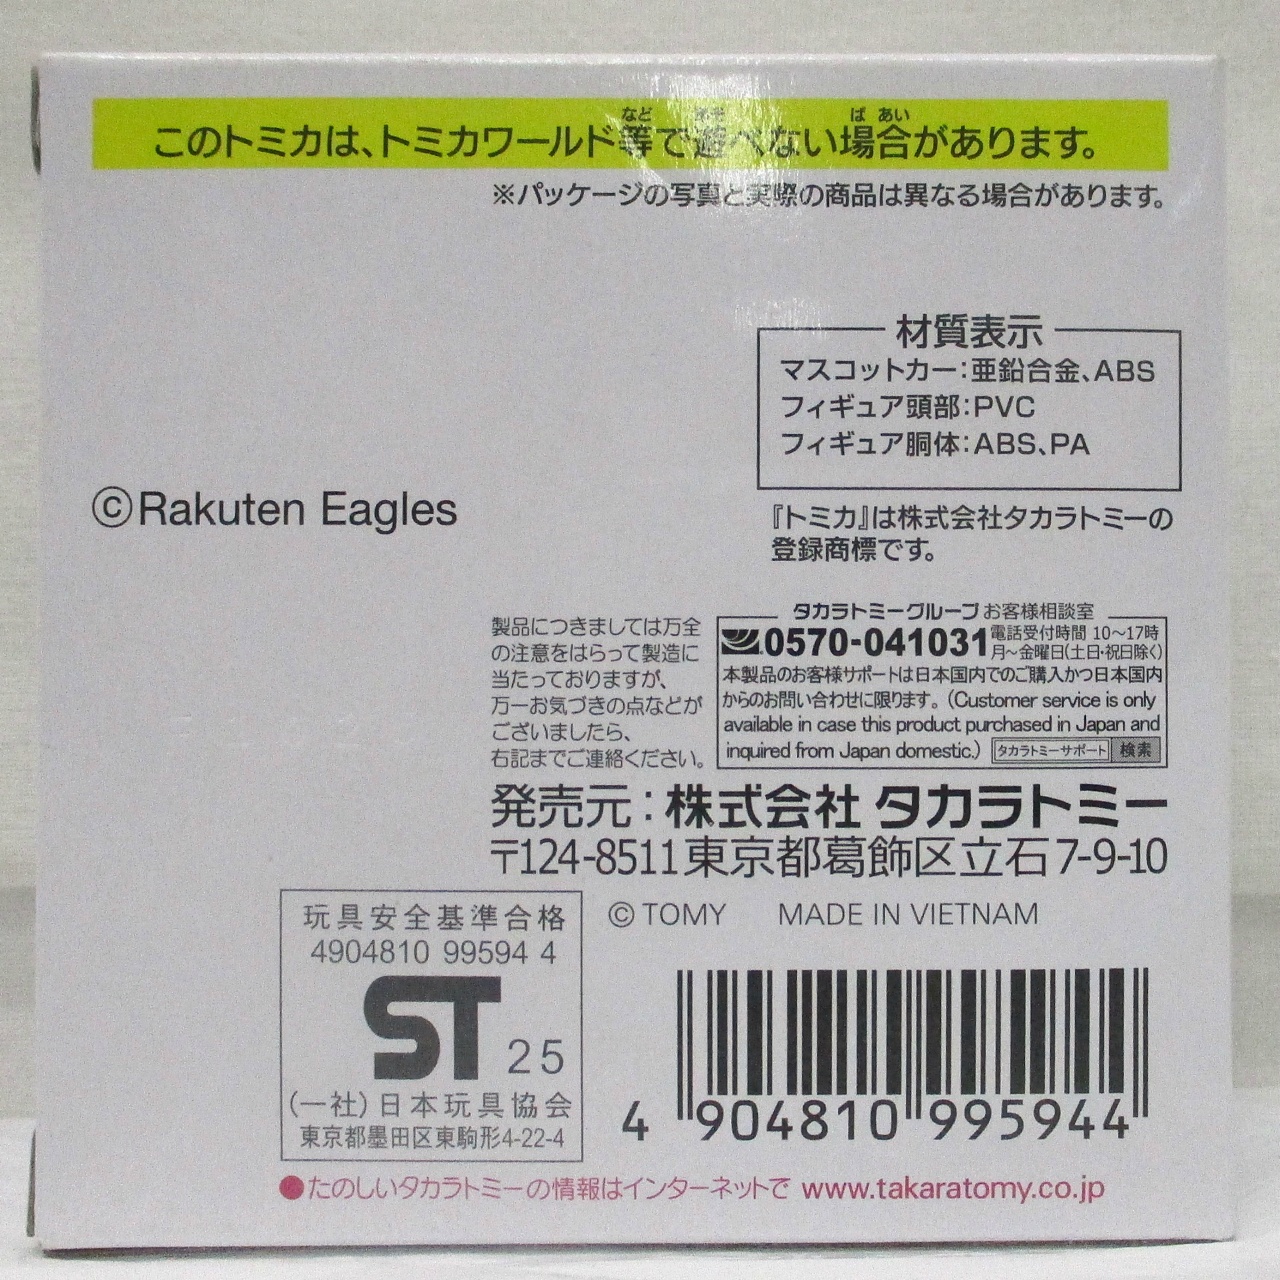 このトミカは、トミカワールド等で遊べない場合があります。
※パッケージの写真と実際の商品は異なる場合があります。
材質表示
マスコットカー：亜鉛合金、ABS
フィギュア頭部：PVC
フィギュア胴体：ABS、PA
©Rakuten Eagles
『トミカ』は株式会社タカラトミーの
登録商標です。
製品につきましては万全
の注意をはらって製造に
当たっておりますが、
万一お気づきの点などが
ございましたら、
右記までご連絡ください。
タカラトミーグループ お客様相談室
0570-041031 電話受付時間 10〜17時
月〜金曜日(土日・祝日除く)
本製品のお客様サポートは日本国内でのご購入かつ日本国内
からのお問い合わせに限ります。(Customer service is only
available in case this product purchased in Japan and
inquired from Japan domestic.) タカラトミーサポート 検索
発売元：株式会社 タカラトミー
〒124-8511 東京都葛飾区立石7-9-10
© TOMY MADE IN VIETNAM
玩具安全基準合格
4904810 99594 4
ST 25
(一社)日本玩具協会
東京都墨田区東駒形4-22-4
4 904810 995944
●たのしいタカラトミーの情報はインターネットで www.takaratomy.co.jp